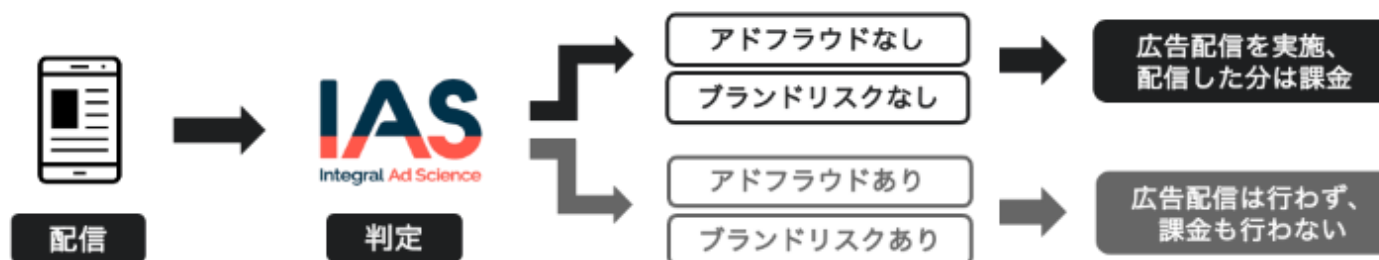 配信
IAS
Integral Ad Science
判定
アドフラウドなし
ブランドリスクなし
広告配信を実施、
配信した分は課金
アドフラウドあり
ブランドリスクあり
広告配信は行わず、
課金も行わない